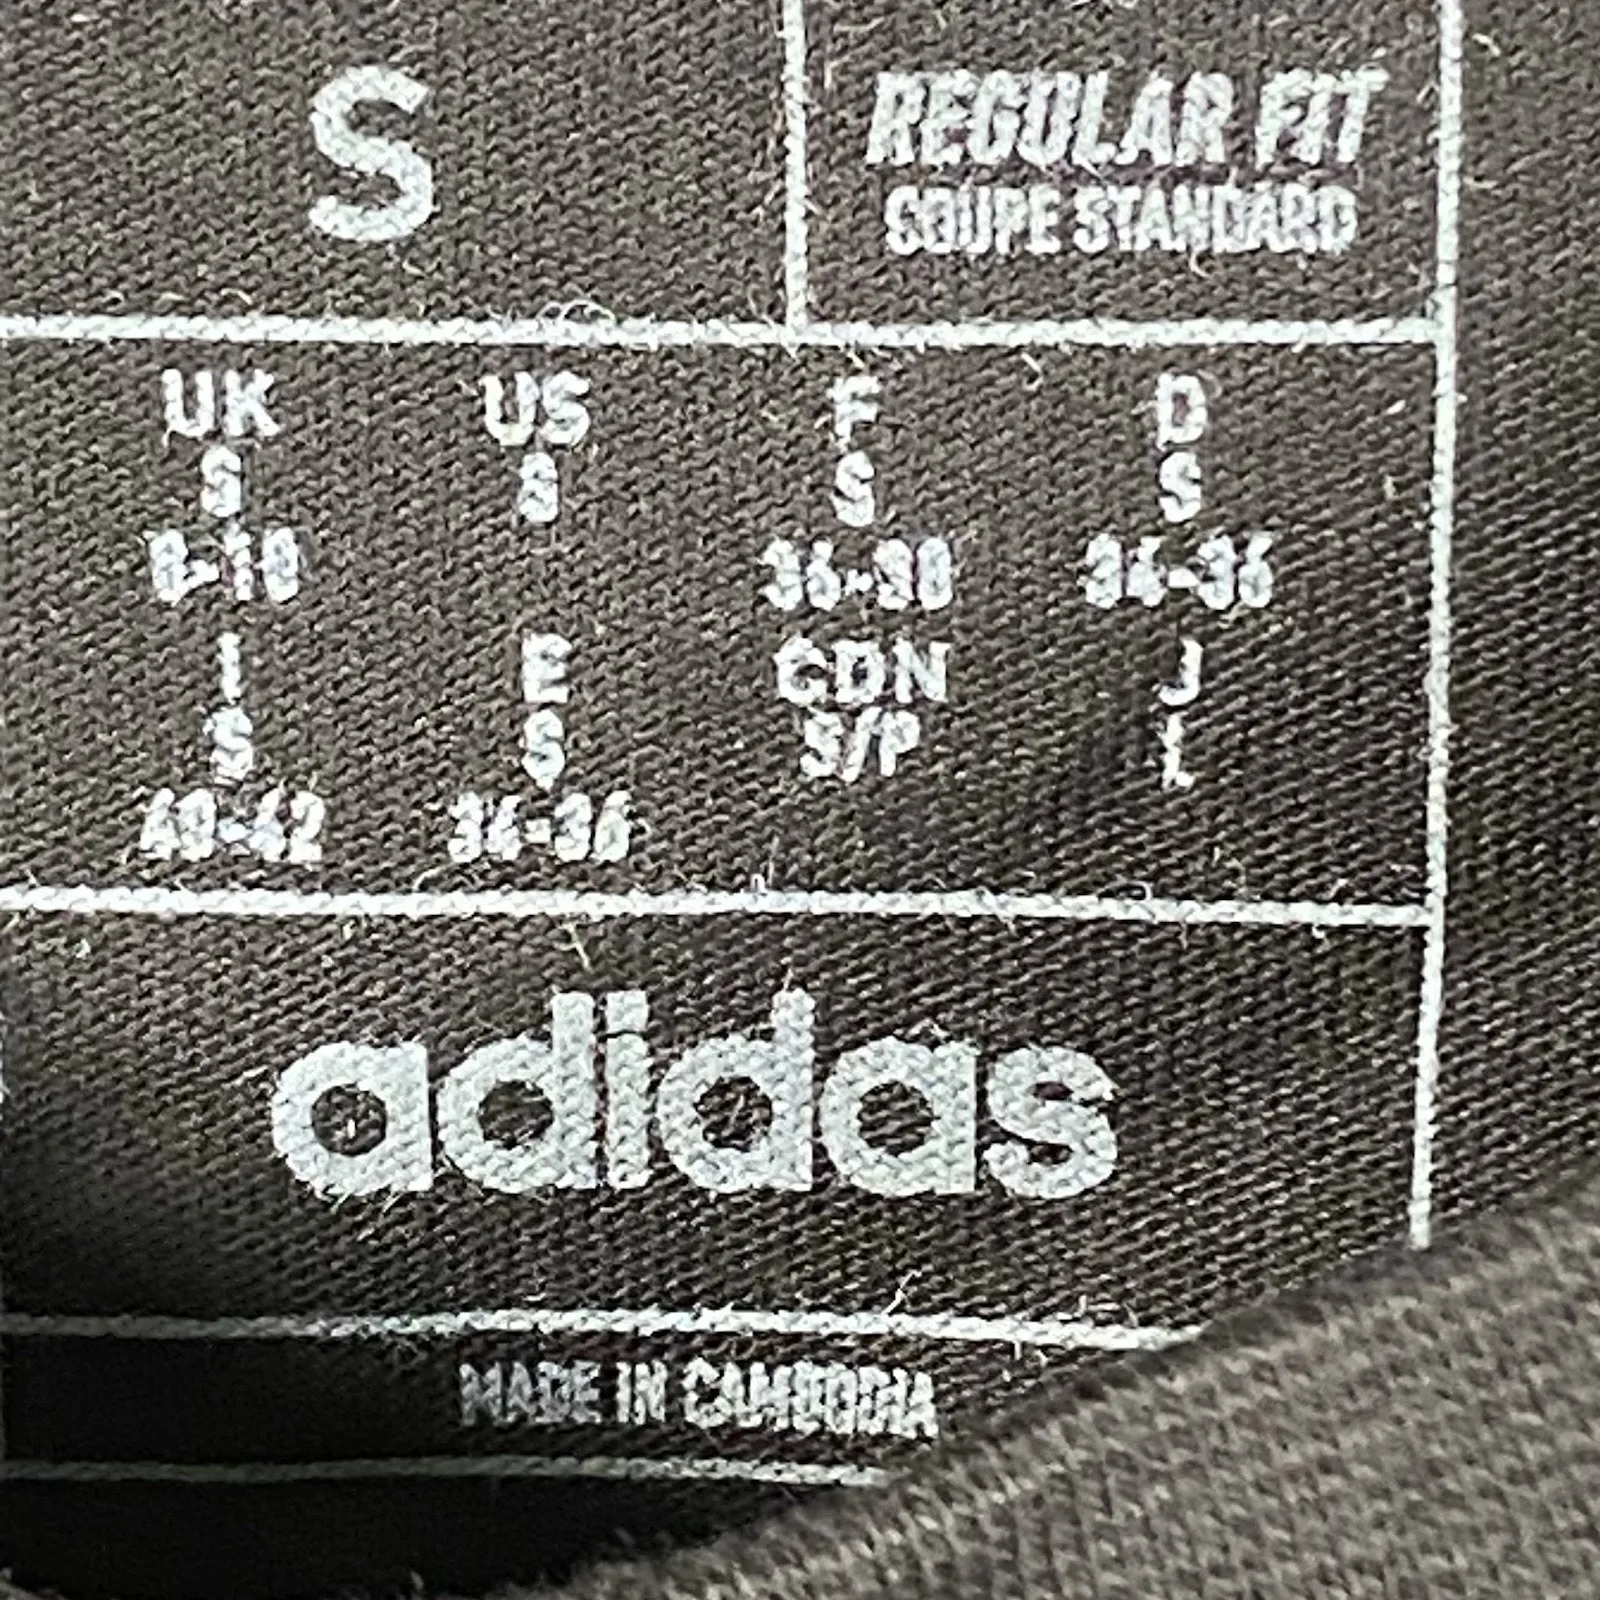 S
REGULAR FIT
COUPE STANDARD
UK US F D
S S S S
8-10 36-38 34-36
I E CDN J
S S S/P L
40-42 34-36
adidas
MADE IN CAMBODIA